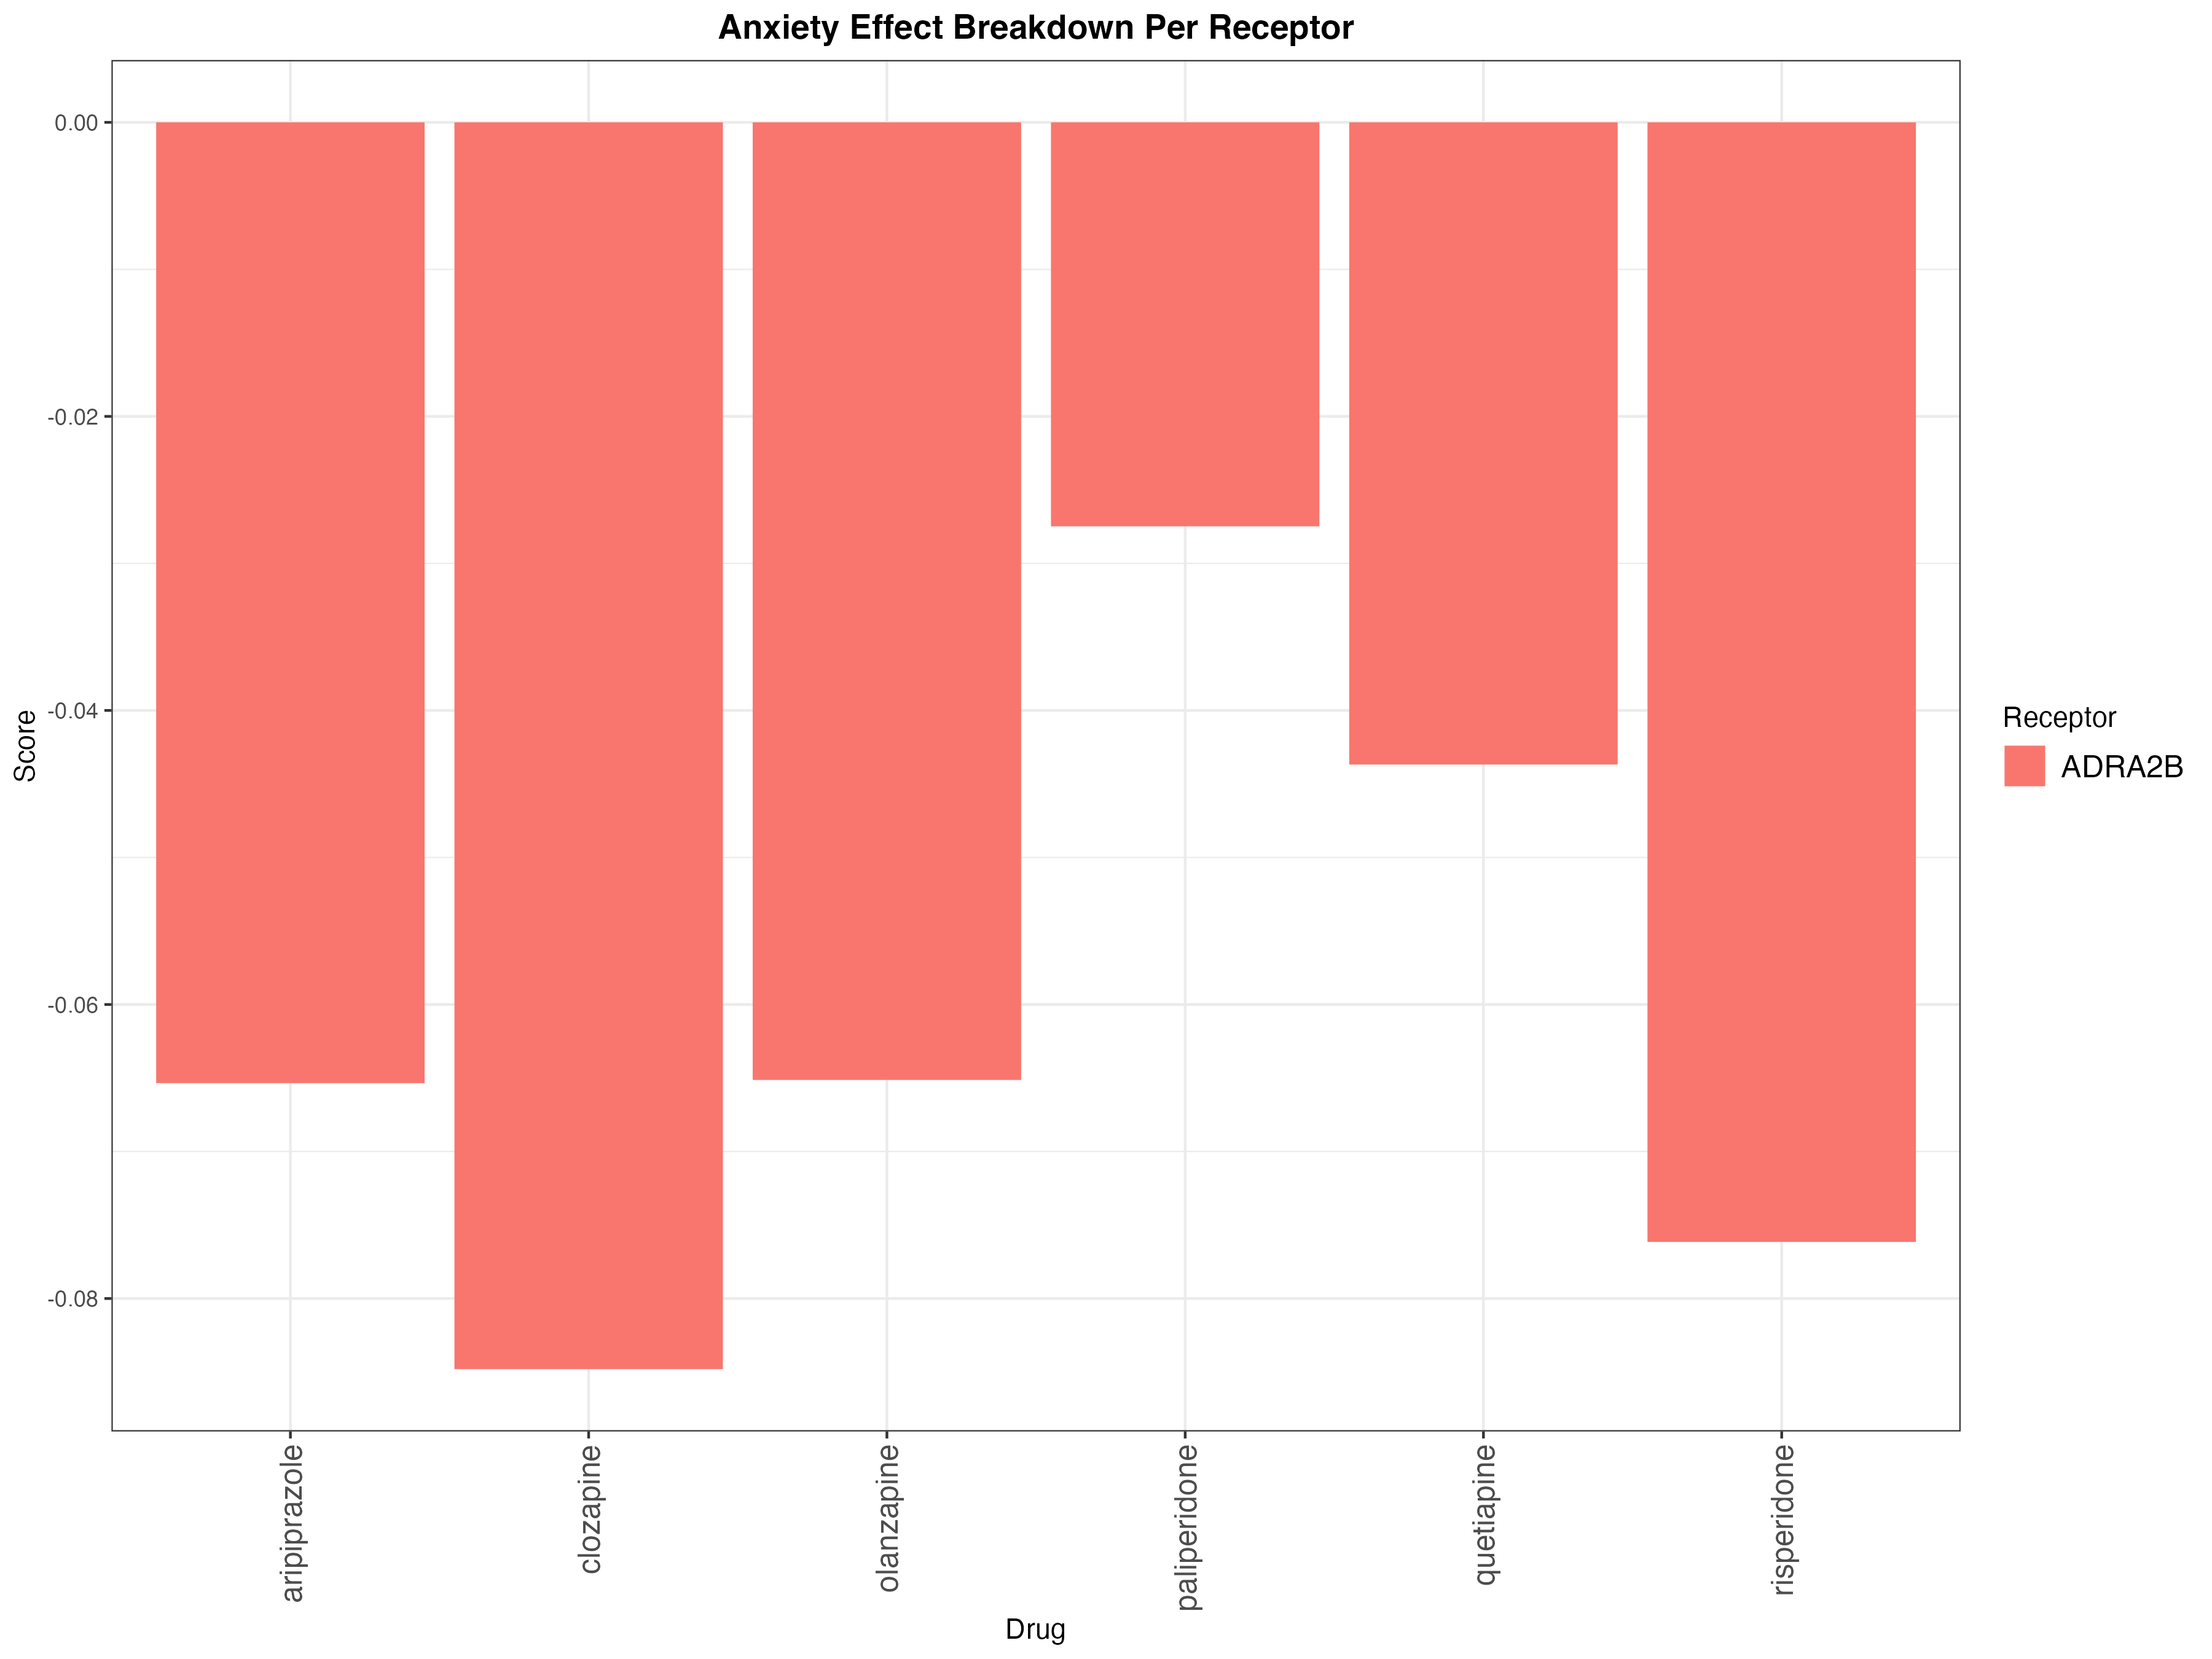 Anxiety Effect Breakdown Per Receptor
0.00
-0.02
-0.04
-0.06
-0.08
Score
aripiprazole
clozapine
olanzapine
paliperidone
quetiapine
risperidone
Drug
Receptor
ADRA2B